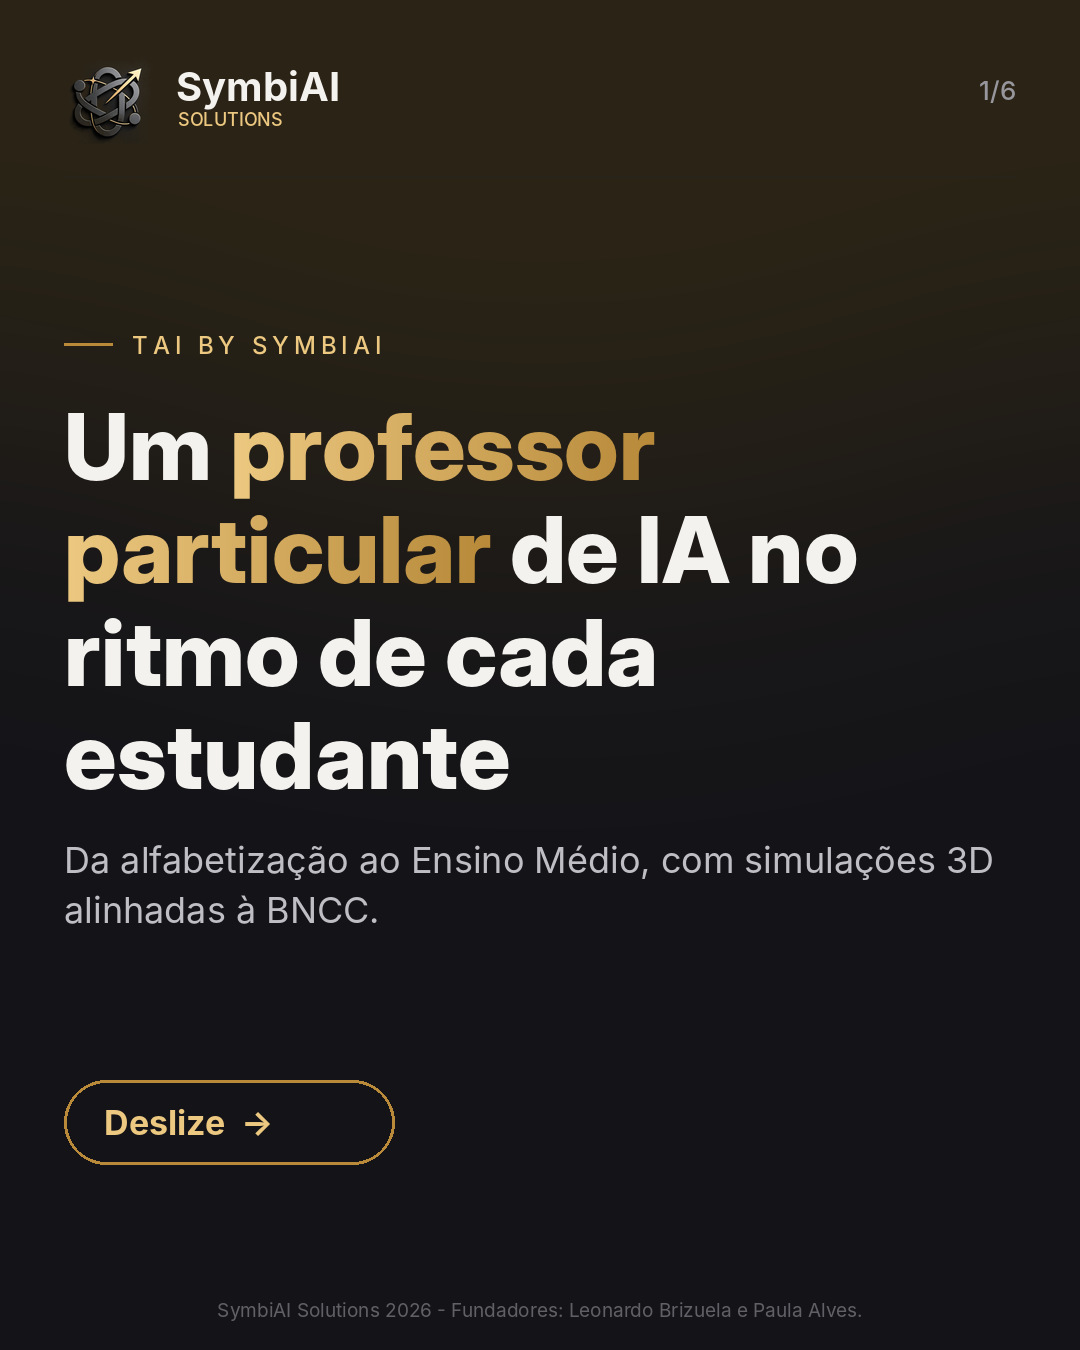 SymbiAI
SOLUTIONS
1/6
TAI BY SYMBIAI
Um professor
particular de IA no
ritmo de cada
estudante
Da alfabetização ao Ensino Médio, com simulações 3D
alinhadas à BNCC.
Deslize →
SymbiAI Solutions 2026 - Fundadores: Leonardo Brizuela e Paula Alves.